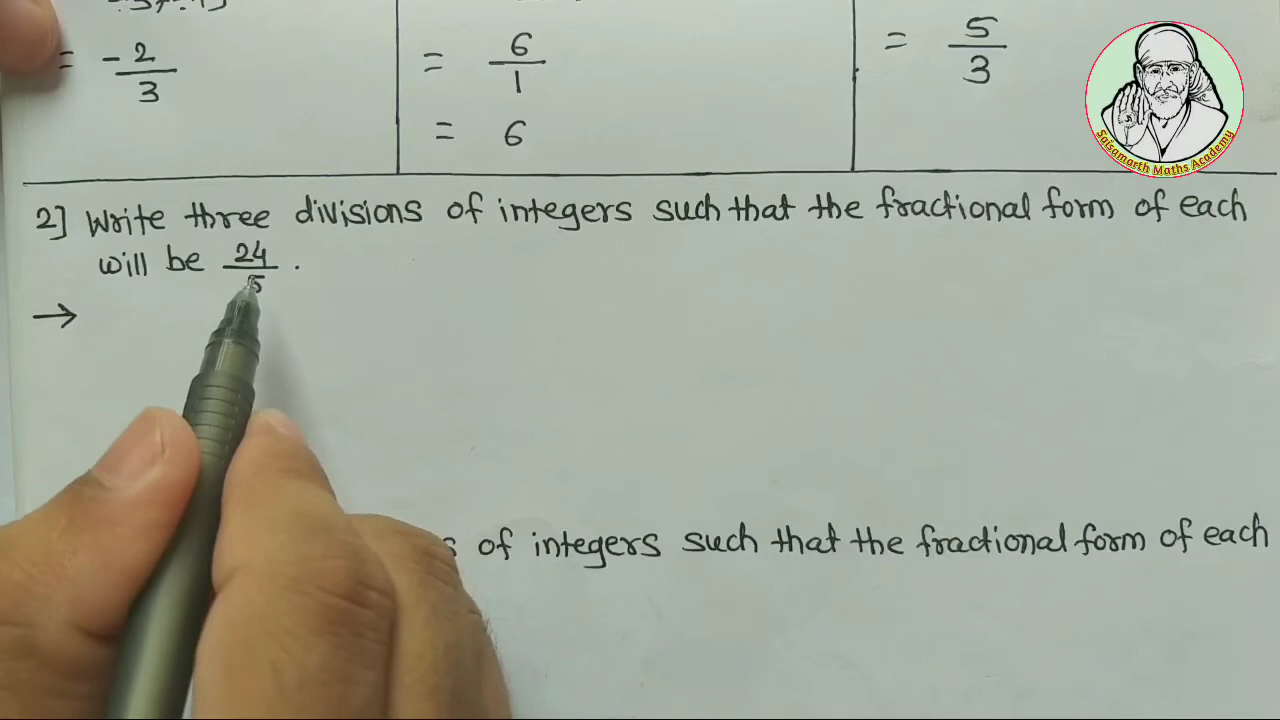 = -2/3
= 6/1
= 6
= 5/3
Saisamarth Maths Academy
2] Write three divisions of integers such that the fractional form of each
will be 24/5 .
→
of integers such that the fractional form of each